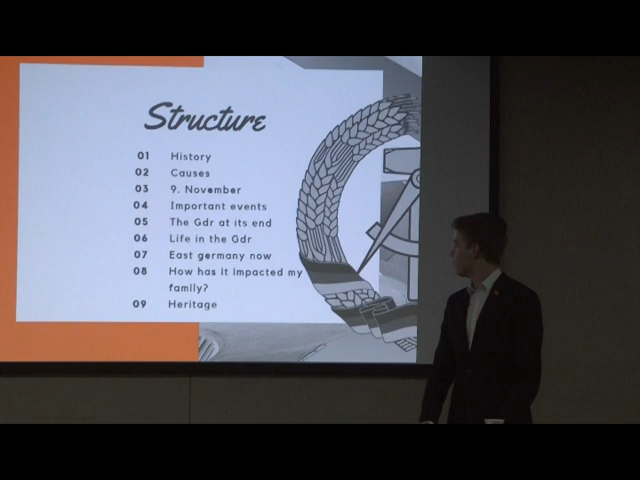 Structure
01 History
02 Causes
03 9. November
04 Important events
05 The Gdr at its end
06 Life in the Gdr
07 East germany now
08 How has it impacted my
family?
09 Heritage